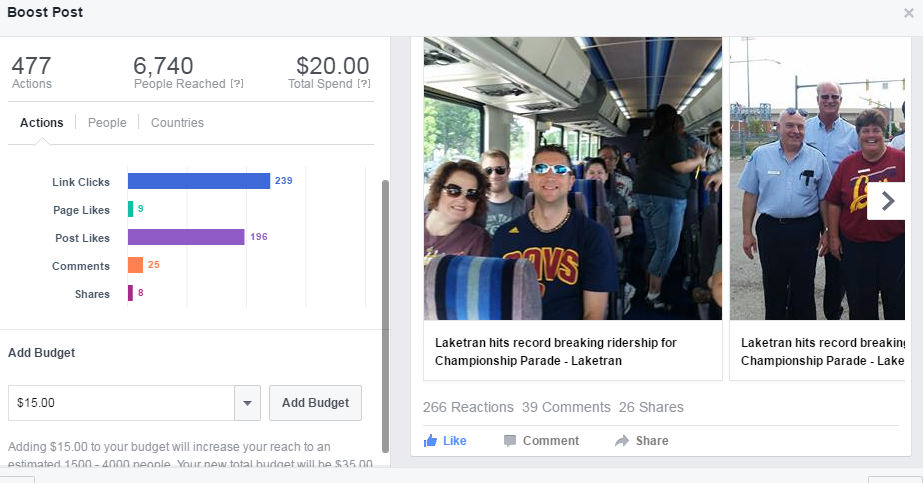 Boost Post
×
477
Actions
6,740
People Reached [?]
$20.00
Total Spend [?]
Actions
People
Countries
Link Clicks 239
Page Likes 9
Post Likes 196
Comments 25
Shares 8
Add Budget
$15.00
Add Budget
Adding $15.00 to your budget will increase your reach to an
estimated 1500 - 4000 people. Your new total budget will be $35.00
CAVS
Laketran hits record breaking ridership for
Championship Parade - Laketran
Laketran hits record breaking
Championship Parade - Lake
266 Reactions 39 Comments 26 Shares
Like
Comment
Share